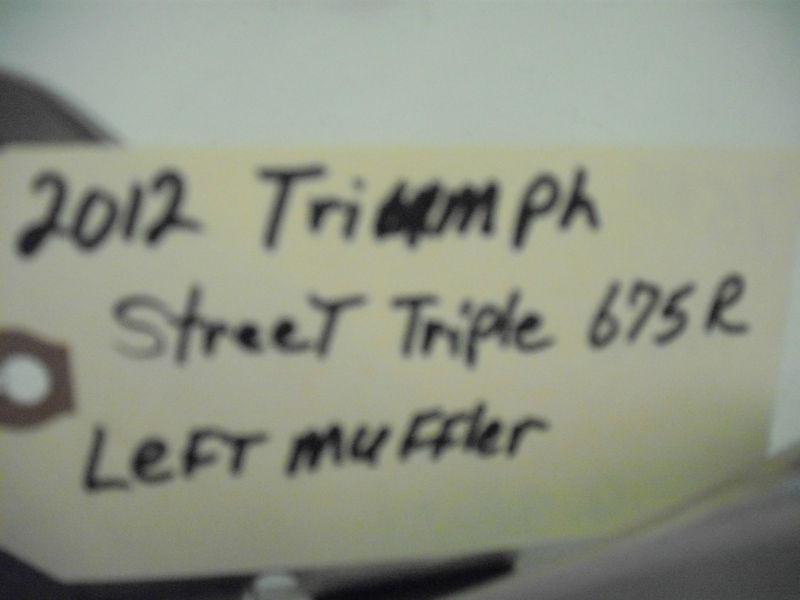 2012 Triumph
Street Triple 675R
Left muffler